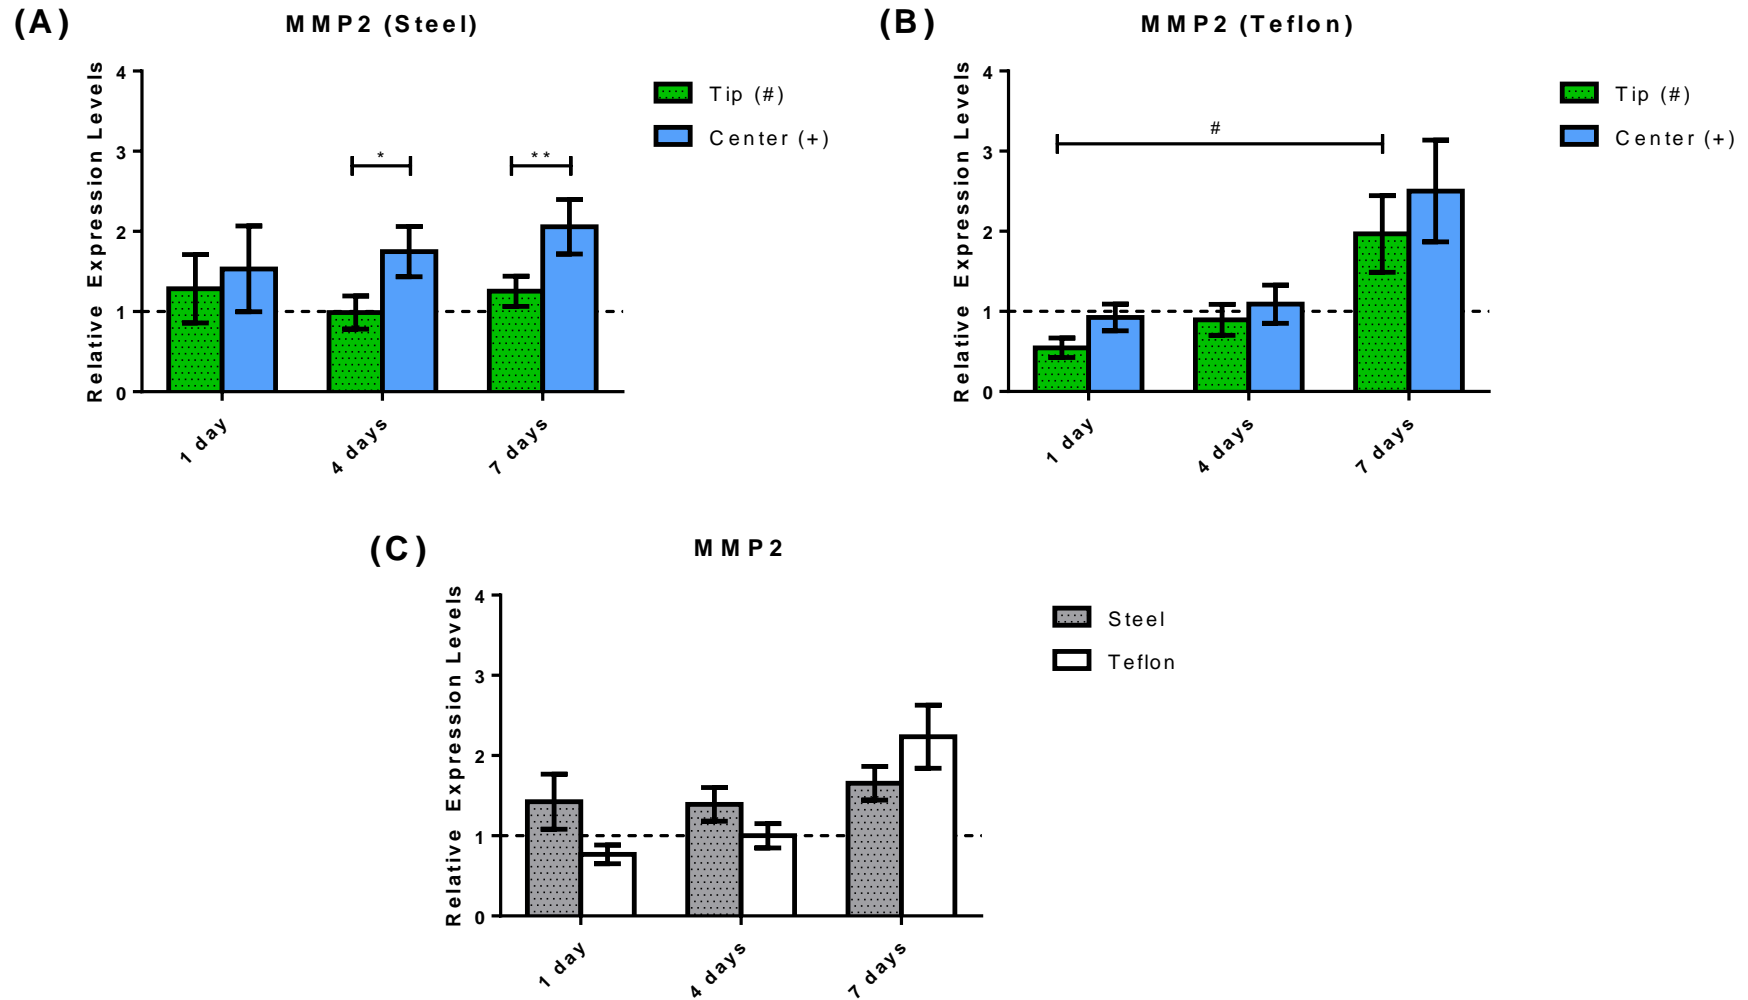 (A)
MMP2 (Steel)
Relative Expression Levels
4
3
2
1
0
*
**
1 day
4 days
7 days
Tip (#)
Center (+)
(B)
MMP2 (Teflon)
Relative Expression Levels
4
3
2
1
0
#
1 day
4 days
7 days
Tip (#)
Center (+)
(C)
MMP2
Relative Expression Levels
4
3
2
1
0
1 day
4 days
7 days
Steel
Teflon